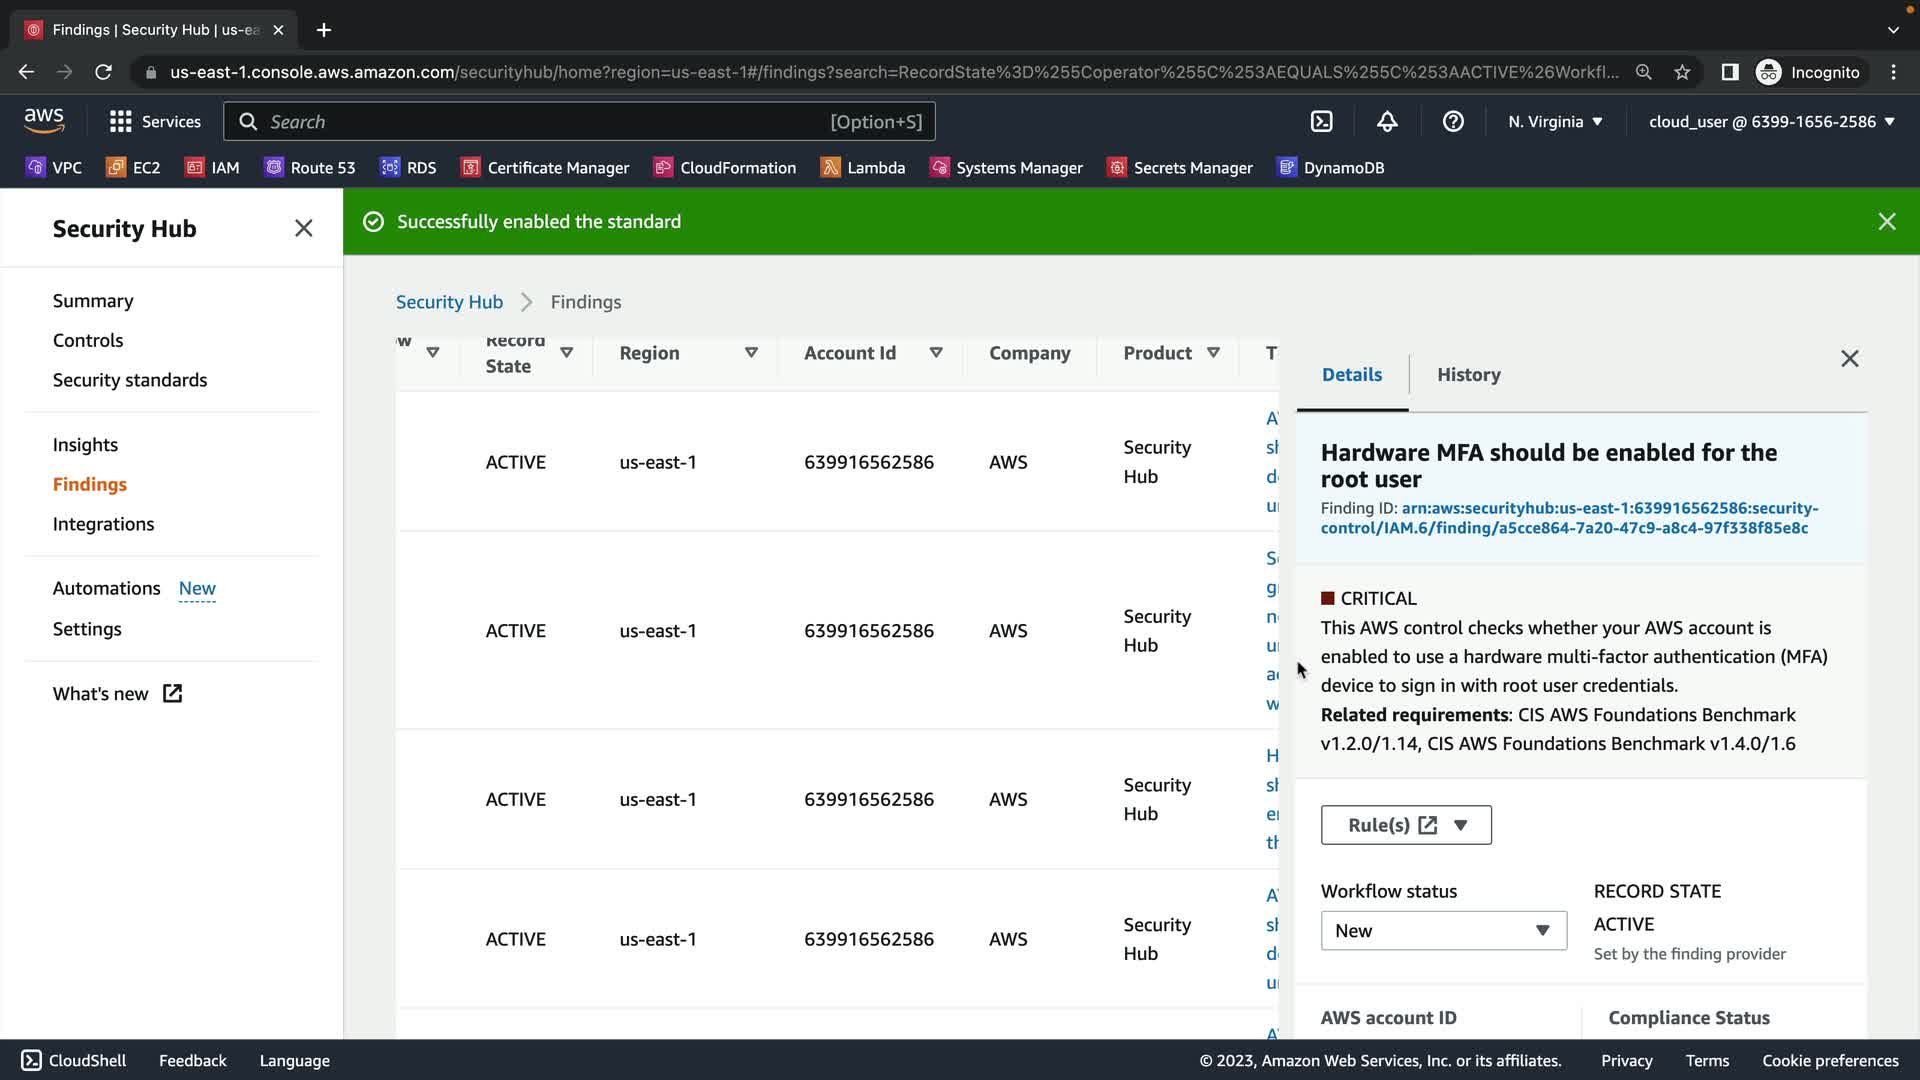 Findings | Security Hub | us-ea
us-east-1.console.aws.amazon.com/securityhub/home?region=us-east-1#/findings?search=RecordState%3D%255Coperator%255C%253AEQUALS%255C%253AACTIVE%26Workfl...
Incognito
aws
Services
Search
[Option+S]
N. Virginia
cloud_user @ 6399-1656-2586
VPC
EC2
IAM
Route 53
RDS
Certificate Manager
CloudFormation
Lambda
Systems Manager
Secrets Manager
DynamoDB
Security Hub
Summary
Controls
Security standards
Insights
Findings
Integrations
Automations New
Settings
What's new
Successfully enabled the standard
Security Hub > Findings
Record State
Region
Account Id
Company
Product
ACTIVE us-east-1 639916562586 AWS Security Hub
ACTIVE us-east-1 639916562586 AWS Security Hub
ACTIVE us-east-1 639916562586 AWS Security Hub
ACTIVE us-east-1 639916562586 AWS Security Hub
Details
History
Hardware MFA should be enabled for the
root user
Finding ID: arn:aws:securityhub:us-east-1:639916562586:security-
control/IAM.6/finding/a5cce864-7a20-47c9-a8c4-97f338f85e8c
CRITICAL
This AWS control checks whether your AWS account is
enabled to use a hardware multi-factor authentication (MFA)
device to sign in with root user credentials.
Related requirements: CIS AWS Foundations Benchmark
v1.2.0/1.14, CIS AWS Foundations Benchmark v1.4.0/1.6
Rule(s)
Workflow status
New
RECORD STATE
ACTIVE
Set by the finding provider
AWS account ID
Compliance Status
CloudShell
Feedback
Language
© 2023, Amazon Web Services, Inc. or its affiliates.
Privacy
Terms
Cookie preferences